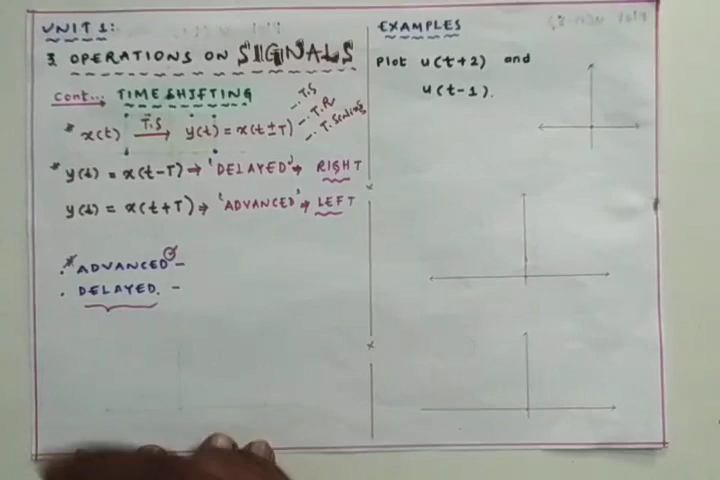 UNIT 1:
3. OPERATIONS ON SIGNALS
Cont... TIME SHIFTING
* x(t) T.S → y(t) = x(t ± T)
- T.S
- T.R
- T. Scaling
* y(t) = x(t-T) → 'DELAYED' → RIGHT
y(t) = x(t+T) → 'ADVANCED' → LEFT
* ADVANCED -
. DELAYED. -
EXAMPLES
Plot u(t+2) and
u(t-1).